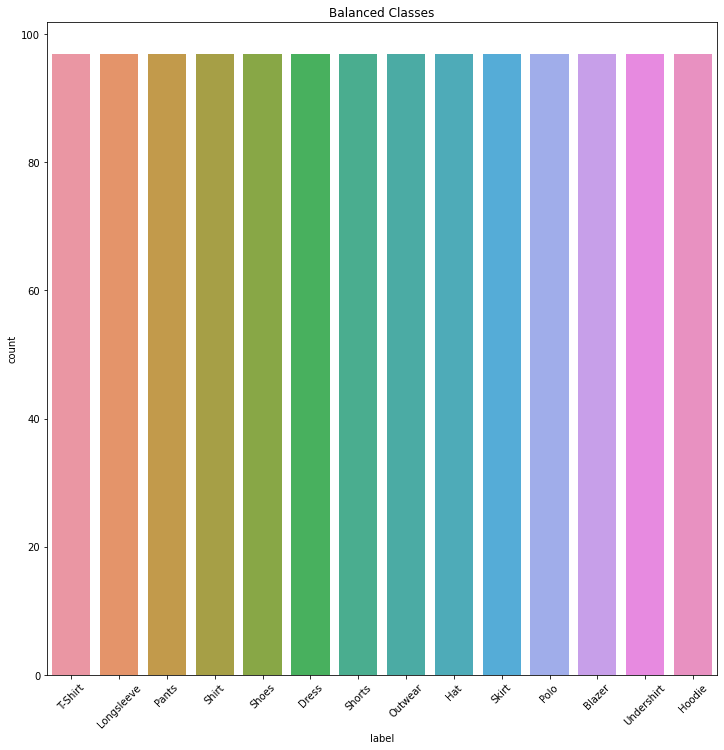 Balanced Classes
100
80
60
40
20
0
count
T-Shirt
Longsleeve
Pants
Shirt
Shoes
Dress
Shorts
Outwear
Hat
Skirt
Polo
Blazer
Undershirt
Hoodie
label